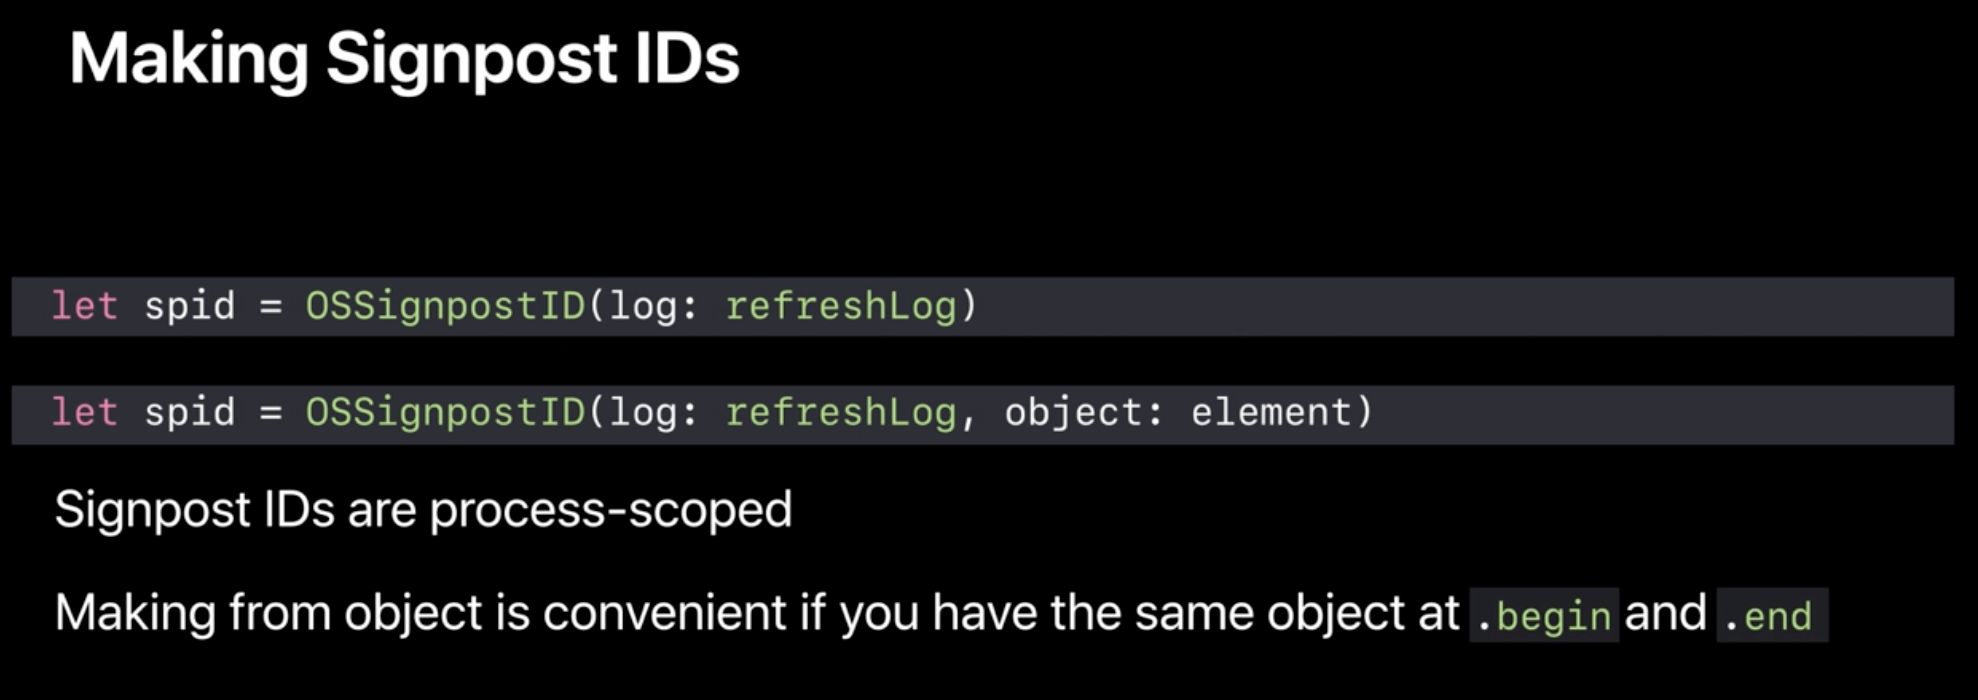 Making Signpost IDs
let spid = OSSignpostID(log: refreshLog)
let spid = OSSignpostID(log: refreshLog, object: element)
Signpost IDs are process-scoped
Making from object is convenient if you have the same object at .begin and .end